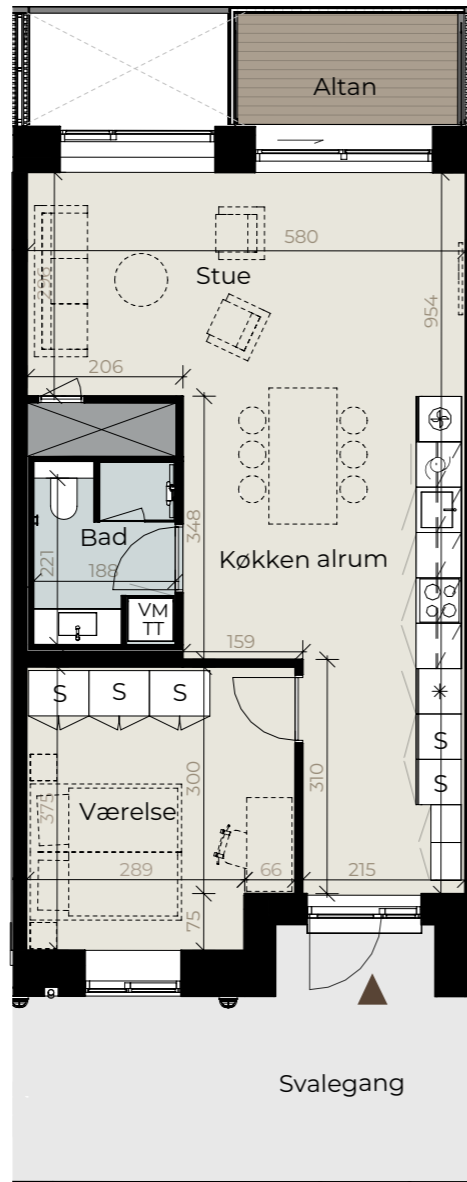 Altan
580
Stue
298
954
206
348
Bad
221
188
Køkken alrum
VM
TT
159
S
S
S
S
S
300
310
375
Værelse
289
66
215
75
Svalegang